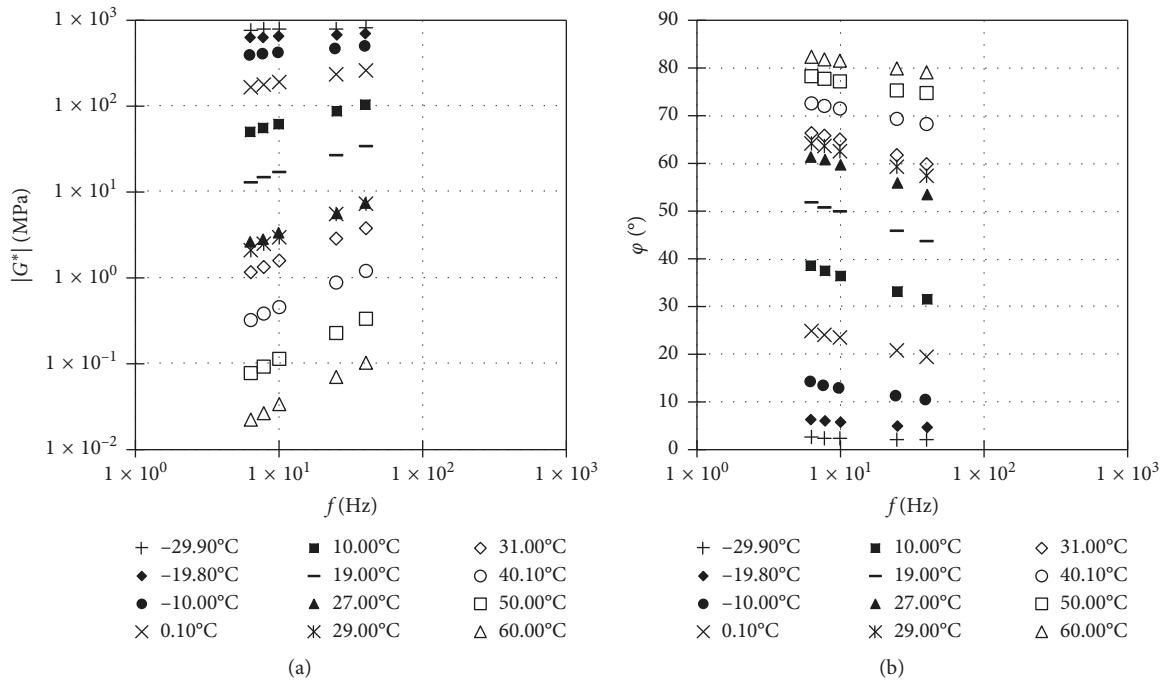 1 × 10³
1 × 10²
1 × 10¹
1 × 10⁰
1 × 10⁻¹
1 × 10⁻²
|G*| (MPa)
1 × 10⁰ 1 × 10¹ 1 × 10² 1 × 10³
f (Hz)
–29.90°C 10.00°C 31.00°C
–19.80°C 19.00°C 40.10°C
–10.00°C 27.00°C 50.00°C
0.10°C 29.00°C 60.00°C
(a)
90
80
70
60
50
40
30
20
10
0
φ (°)
1 × 10⁰ 1 × 10¹ 1 × 10² 1 × 10³
f (Hz)
–29.90°C 10.00°C 31.00°C
–19.80°C 19.00°C 40.10°C
–10.00°C 27.00°C 50.00°C
0.10°C 29.00°C 60.00°C
(b)